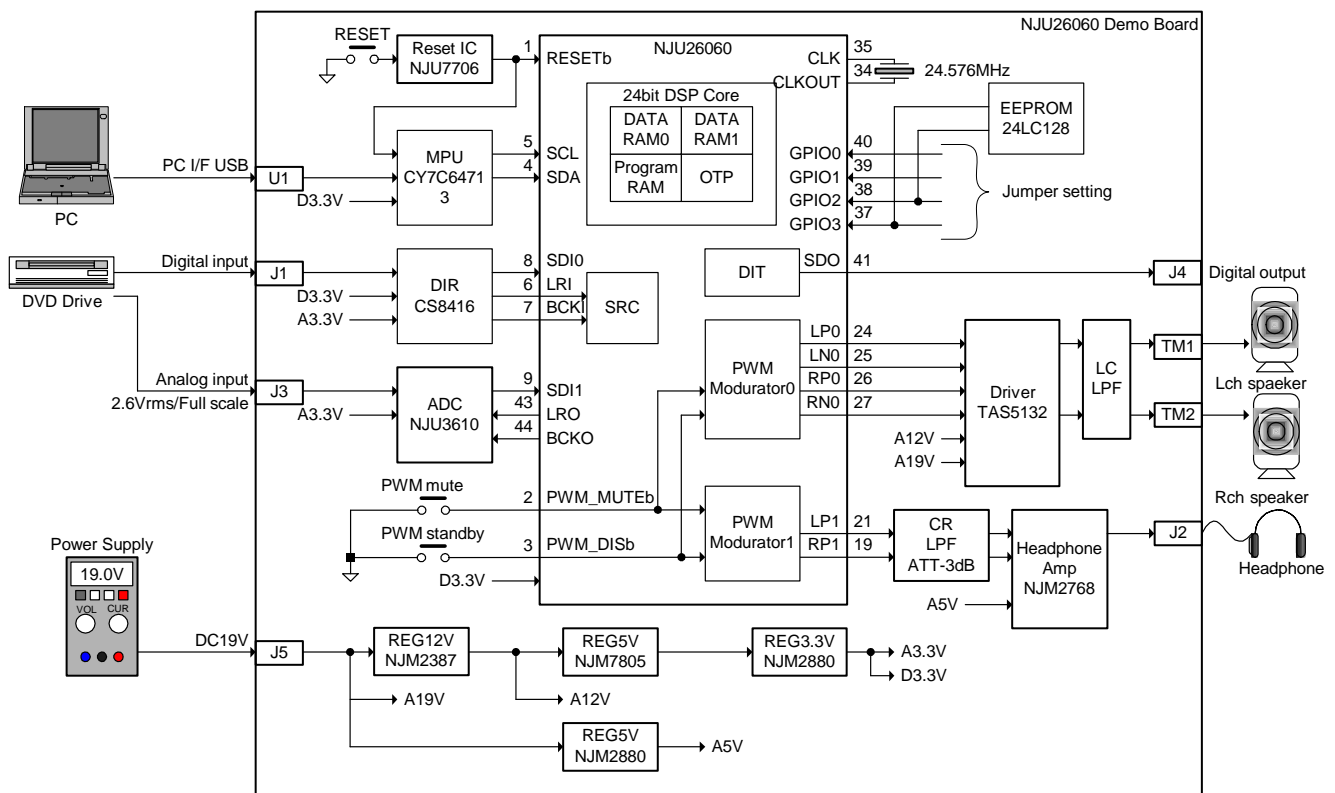 NJU26060 Demo Board
RESET
Reset IC
NJU7706
1
RESETb
NJU26060
CLK
35
34
CLKOUT
24.576MHz
24bit DSP Core
DATA
RAM0
DATA
RAM1
Program
RAM
OTP
EEPROM
24LC128
PC
PC I/F USB
U1
D3.3V
MPU
CY7C6471
3
5
SCL
4
SDA
GPIO0
40
GPIO1
39
GPIO2
38
GPIO3
37
Jumper setting
DVD Drive
Digital input
J1
D3.3V
A3.3V
DIR
CS8416
8
SDI0
6
LRI
7
BCKI
SRC
DIT
SDO
41
J4
Digital output
Analog input
2.6Vrms/Full scale
J3
A3.3V
ADC
NJU3610
9
SDI1
43
LRO
44
BCKO
PWM
Modurator0
LP0
24
LN0
25
RP0
26
RN0
27
Driver
TAS5132
A12V
A19V
LC
LPF
TM1
Lch spaeker
TM2
Rch speaker
PWM mute
2
PWM_MUTEb
PWM standby
3
PWM_DISb
D3.3V
PWM
Modurator1
LP1
21
RP1
19
CR
LPF
ATT-3dB
A5V
Headphone
Amp
NJM2768
J2
Headphone
Power Supply
19.0V
VOL
CUR
DC19V
J5
REG12V
NJM2387
A19V
REG5V
NJM7805
A12V
REG3.3V
NJM2880
A3.3V
D3.3V
REG5V
NJM2880
A5V